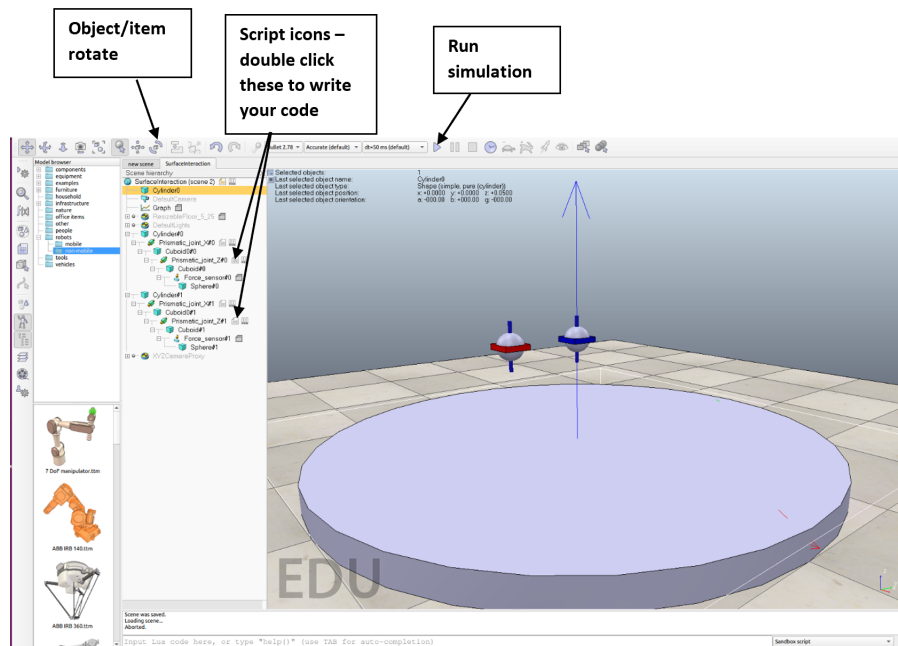 Object/item
rotate
Script icons –
double click
these to write
your code
Run
simulation
Bullet 2.78
Accurate (default)
dt=50 ms (default)
Model browser
components
equipment
examples
furniture
household
infrastructure
nature
office items
other
people
robots
mobile
non-mobile
tools
vehicles
new scene
SurfaceInteraction
Scene hierarchy
SurfaceInteraction (scene 2)
Cylinder0
DefaultCamera
Graph
ResizableFloor_5_25
DefaultLights
Cylinder#0
Prismatic_joint_X#0
Cuboid0#0
Prismatic_joint_Z#0
Cuboid#0
Force_sensor#0
Sphere#0
Cylinder#1
Prismatic_joint_X#1
Cuboid0#1
Prismatic_joint_Z#1
Cuboid#1
Force_sensor#1
Sphere#1
XYZCameraProxy
Selected objects: 1
Last selected object name: Cylinder0
Last selected object type: Shape (simple, pure (cylinder))
Last selected object position: x: +0.0000 y: +0.0000 z: +0.0500
Last selected object orientation: a: -000.00 b: +000.00 g: -000.00
7 DoF manipulator.ttm
ABB IRB 140.ttm
ABB IRB 360.ttm
EDU
Scene was saved.
Loading scene...
Aborted.
Input Lua code here, or type "help()" (use TAB for auto-completion)
Sandbox script